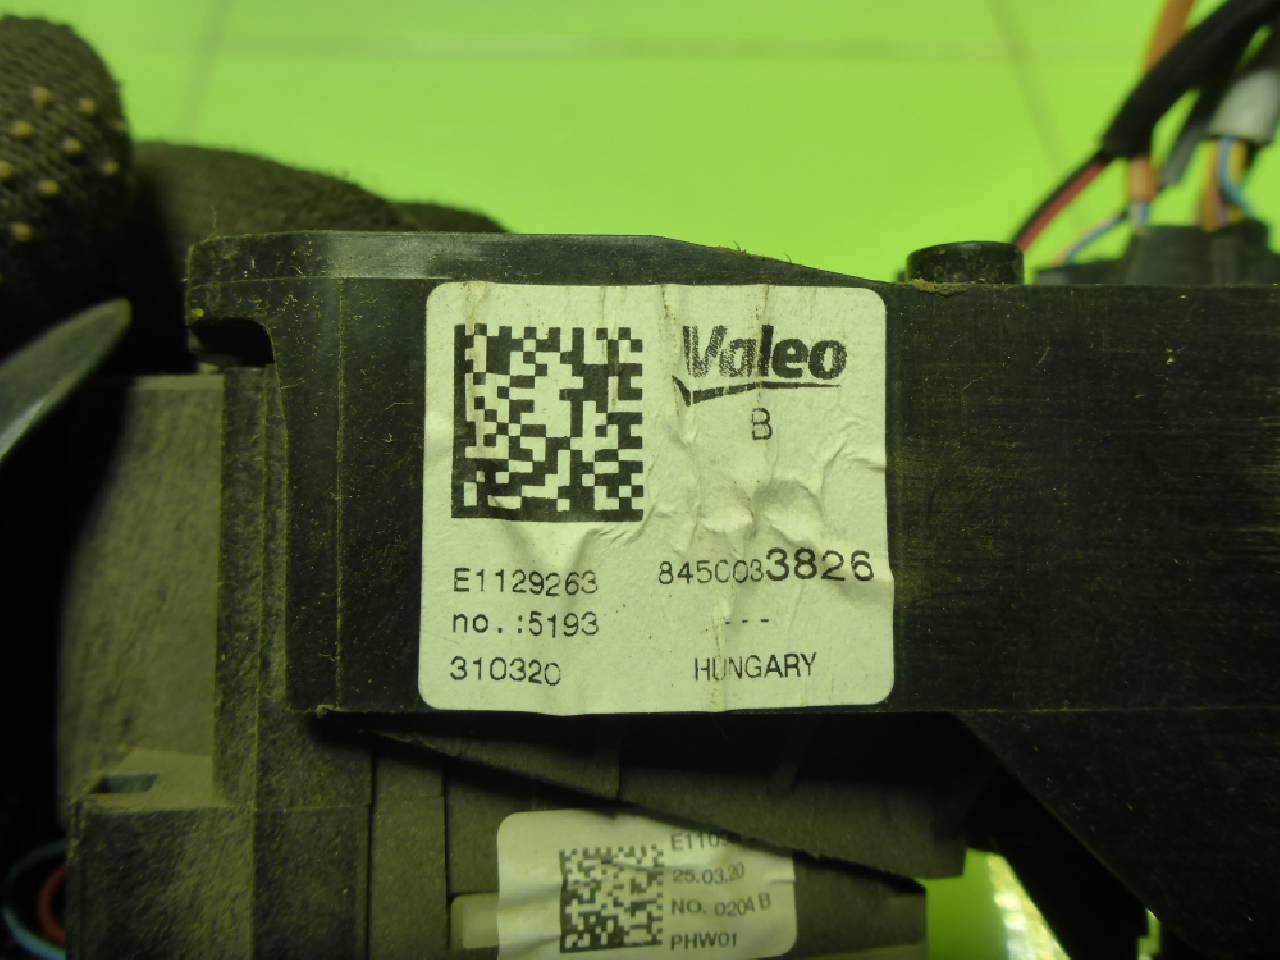 Valeo
B
E1129263 8450033826
no.:5193 ---
310320 HUNGARY
25.03.20
NO. 0204 B
PHW01